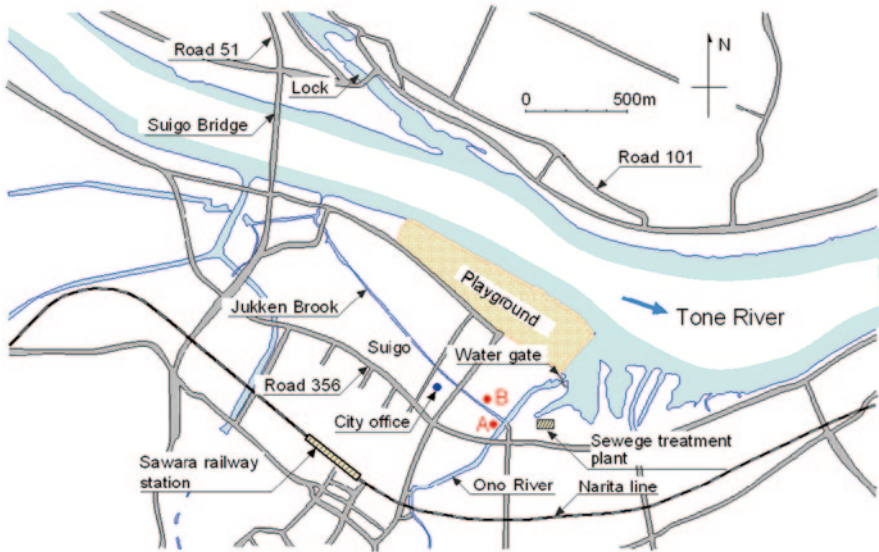 Road 51
N
Lock
0 500m
Suigo Bridge
Road 101
Playground
Jukken Brook
Tone River
Suigo
Water gate
Road 356
B
City office
A
Sewege treatment
plant
Sawara railway
station
Ono River
Narita line